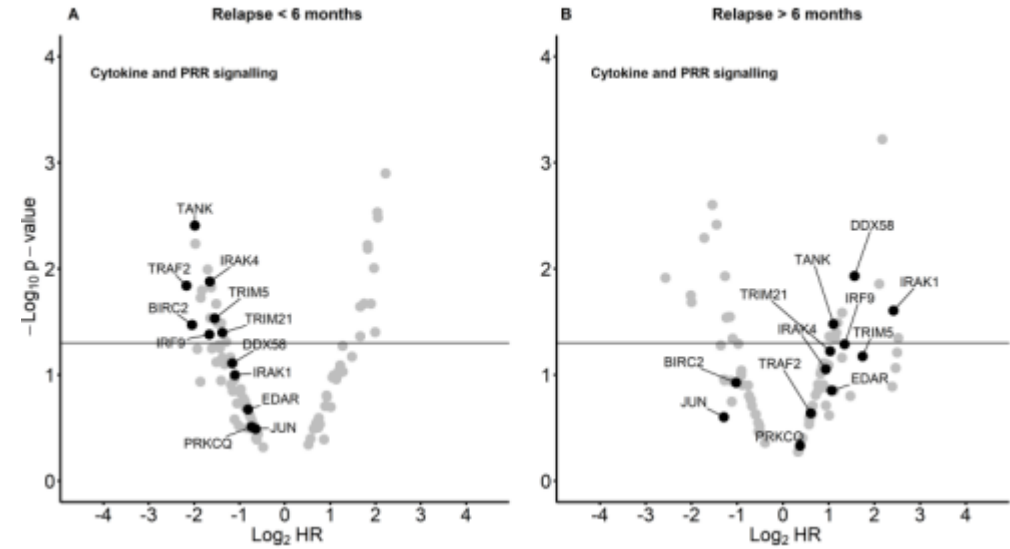 A Relapse < 6 months
B Relapse > 6 months
Cytokine and PRR signalling
Cytokine and PRR signalling
−Log10 p − value
4
3
2
1
0
TANK
TRAF2
IRAK4
BIRC2
TRIM5
TRIM21
IRF9
DDX58
IRAK1
EDAR
PRKCQ
JUN
-4 -3 -2 -1 0 1 2 3 4
Log2 HR
4
3
2
1
0
DDX58
TANK
IRAK1
TRIM21
IRF9
IRAK4
TRIM5
BIRC2
TRAF2
EDAR
JUN
PRKCQ
-4 -3 -2 -1 0 1 2 3 4
Log2 HR